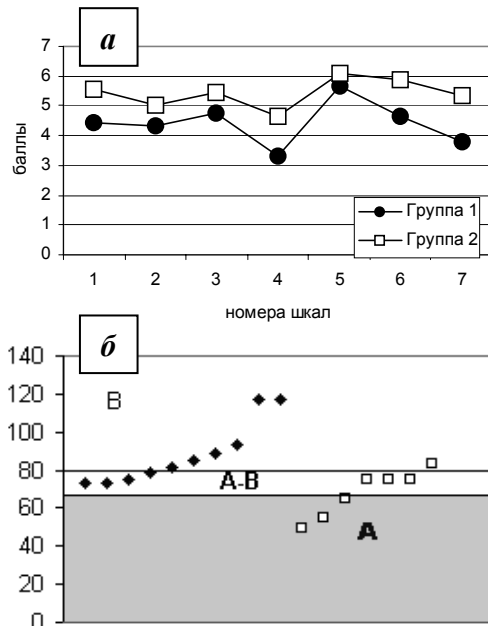 а
7
6
5
4
3
2
1
0
баллы
Группа 1
Группа 2
1 2 3 4 5 6 7
номера шкал
б
140
120
100
80
60
40
20
0
В
А-В
А